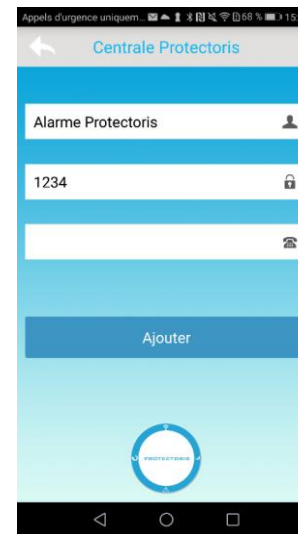 Appels d'urgence uniquem... 68 % 15:
Centrale Protectoris
Alarme Protectoris
1234
Ajouter
PROTECTORIS